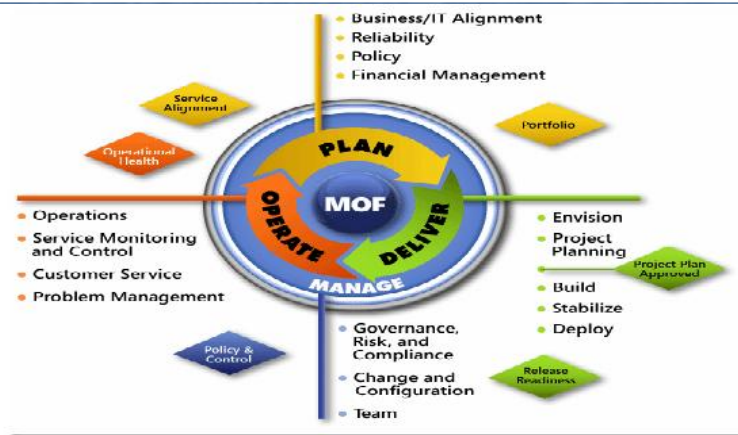 Business/IT Alignment
Reliability
Policy
Financial Management
Service
Alignment
Portfolio
Operational
Health
PLAN
OPERATE
MOF
DELIVER
MANAGE
Operations
Service Monitoring
and Control
Customer Service
Problem Management
Envision
Project
Planning
Project Plan
Approved
Build
Stabilize
Deploy
Policy &
Control
Governance,
Risk, and
Compliance
Change and
Configuration
Team
Release
Readiness